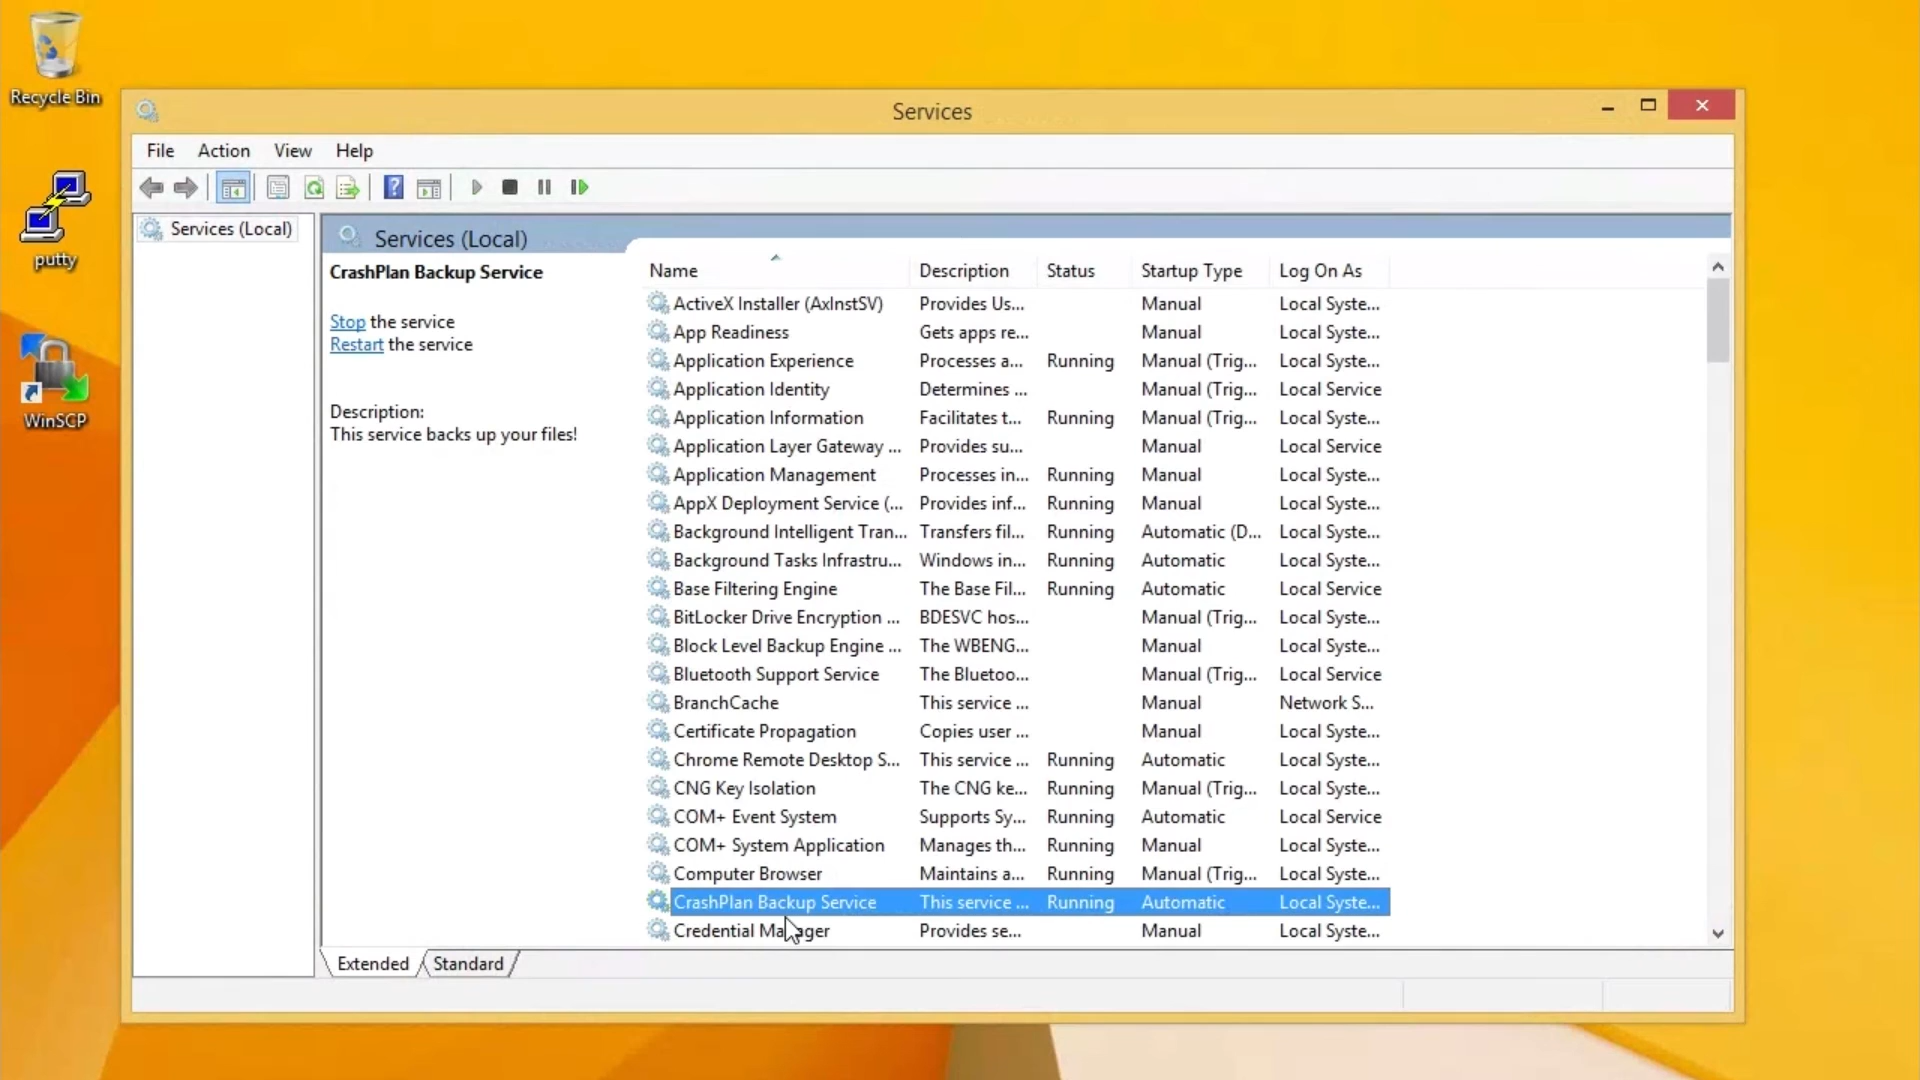 Recycle Bin
putty
WinSCP
Services
File Action View Help
Services (Local)
Services (Local)
CrashPlan Backup Service
Stop the service
Restart the service
Description:
This service backs up your files!
Name Description Status Startup Type Log On As
ActiveX Installer (AxInstSV) Provides Us... Manual Local Syste...
App Readiness Gets apps re... Manual Local Syste...
Application Experience Processes a... Running Manual (Trig... Local Syste...
Application Identity Determines ... Manual (Trig... Local Service
Application Information Facilitates t... Running Manual (Trig... Local Syste...
Application Layer Gateway ... Provides su... Manual Local Service
Application Management Processes in... Running Manual Local Syste...
AppX Deployment Service (... Provides inf... Running Manual Local Syste...
Background Intelligent Tran... Transfers fil... Running Automatic (D... Local Syste...
Background Tasks Infrastru... Windows in... Running Automatic Local Syste...
Base Filtering Engine The Base Fil... Running Automatic Local Service
BitLocker Drive Encryption ... BDESVC hos... Manual (Trig... Local Syste...
Block Level Backup Engine ... The WBENG... Manual Local Syste...
Bluetooth Support Service The Bluetoo... Manual (Trig... Local Service
BranchCache This service ... Manual Network S...
Certificate Propagation Copies user ... Manual Local Syste...
Chrome Remote Desktop S... This service ... Running Automatic Local Syste...
CNG Key Isolation The CNG ke... Running Manual (Trig... Local Syste...
COM+ Event System Supports Sy... Running Automatic Local Service
COM+ System Application Manages th... Running Manual Local Syste...
Computer Browser Maintains a... Running Manual (Trig... Local Syste...
CrashPlan Backup Service This service ... Running Automatic Local Syste...
Credential Manager Provides se... Manual Local Syste...
Extended Standard